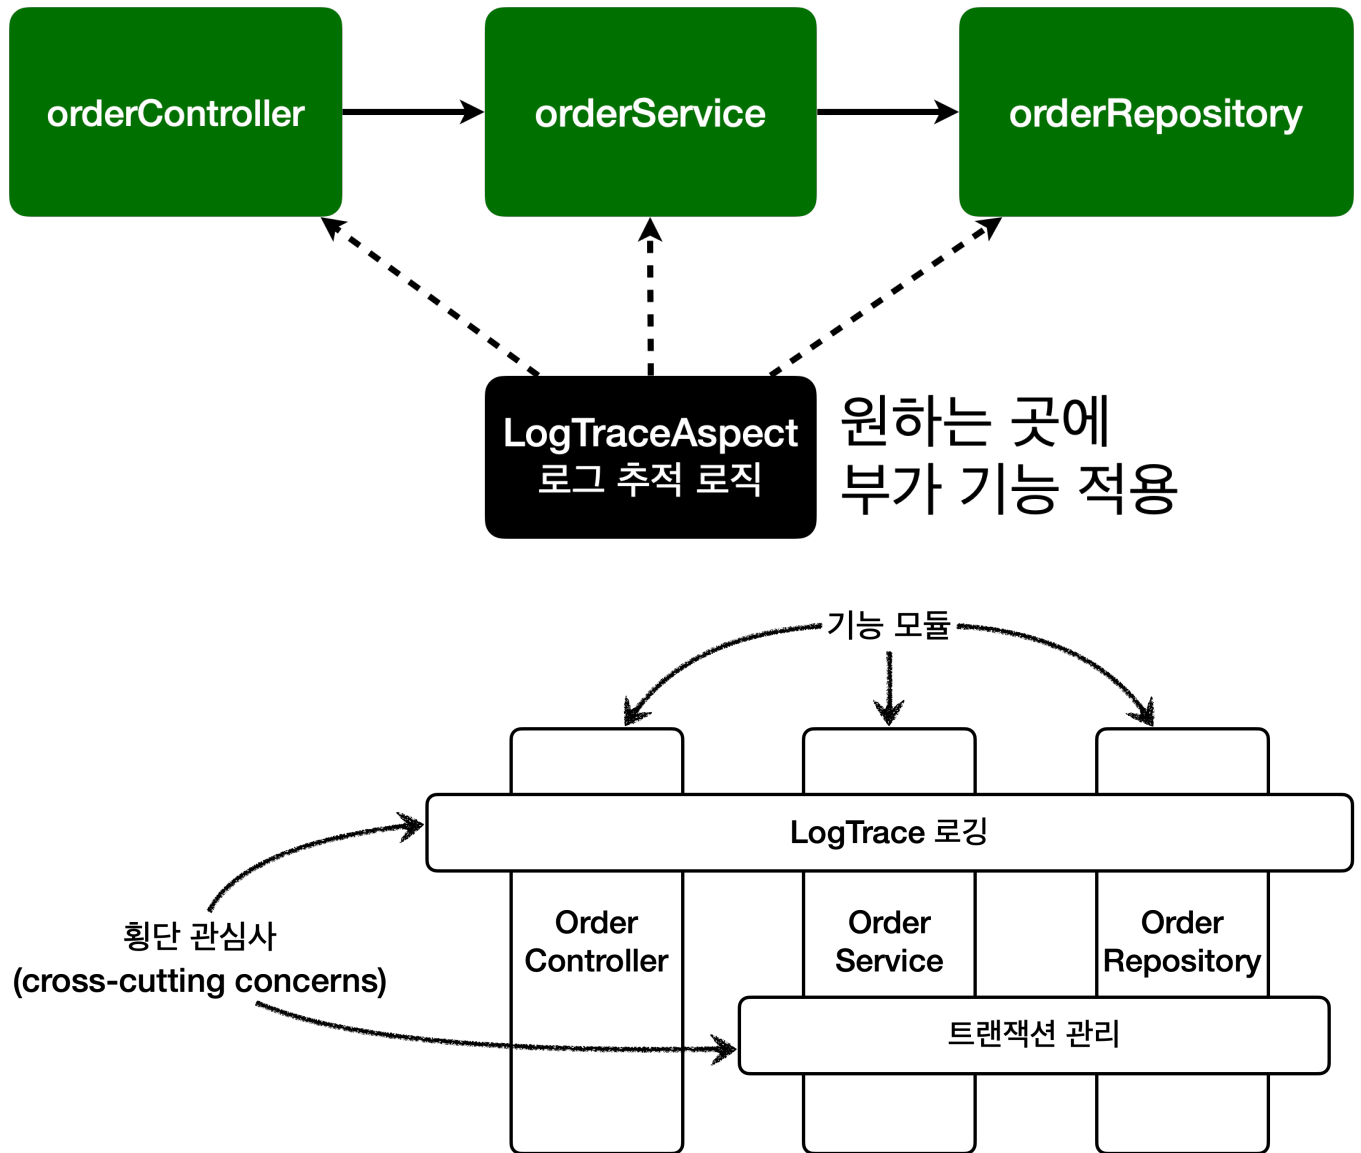 orderController
orderService
orderRepository
LogTraceAspect
로그 추적 로직
원하는 곳에
부가 기능 적용
기능 모듈
LogTrace 로깅
횡단 관심사
(cross-cutting concerns)
Order
Controller
Order
Service
Order
Repository
트랜잭션 관리